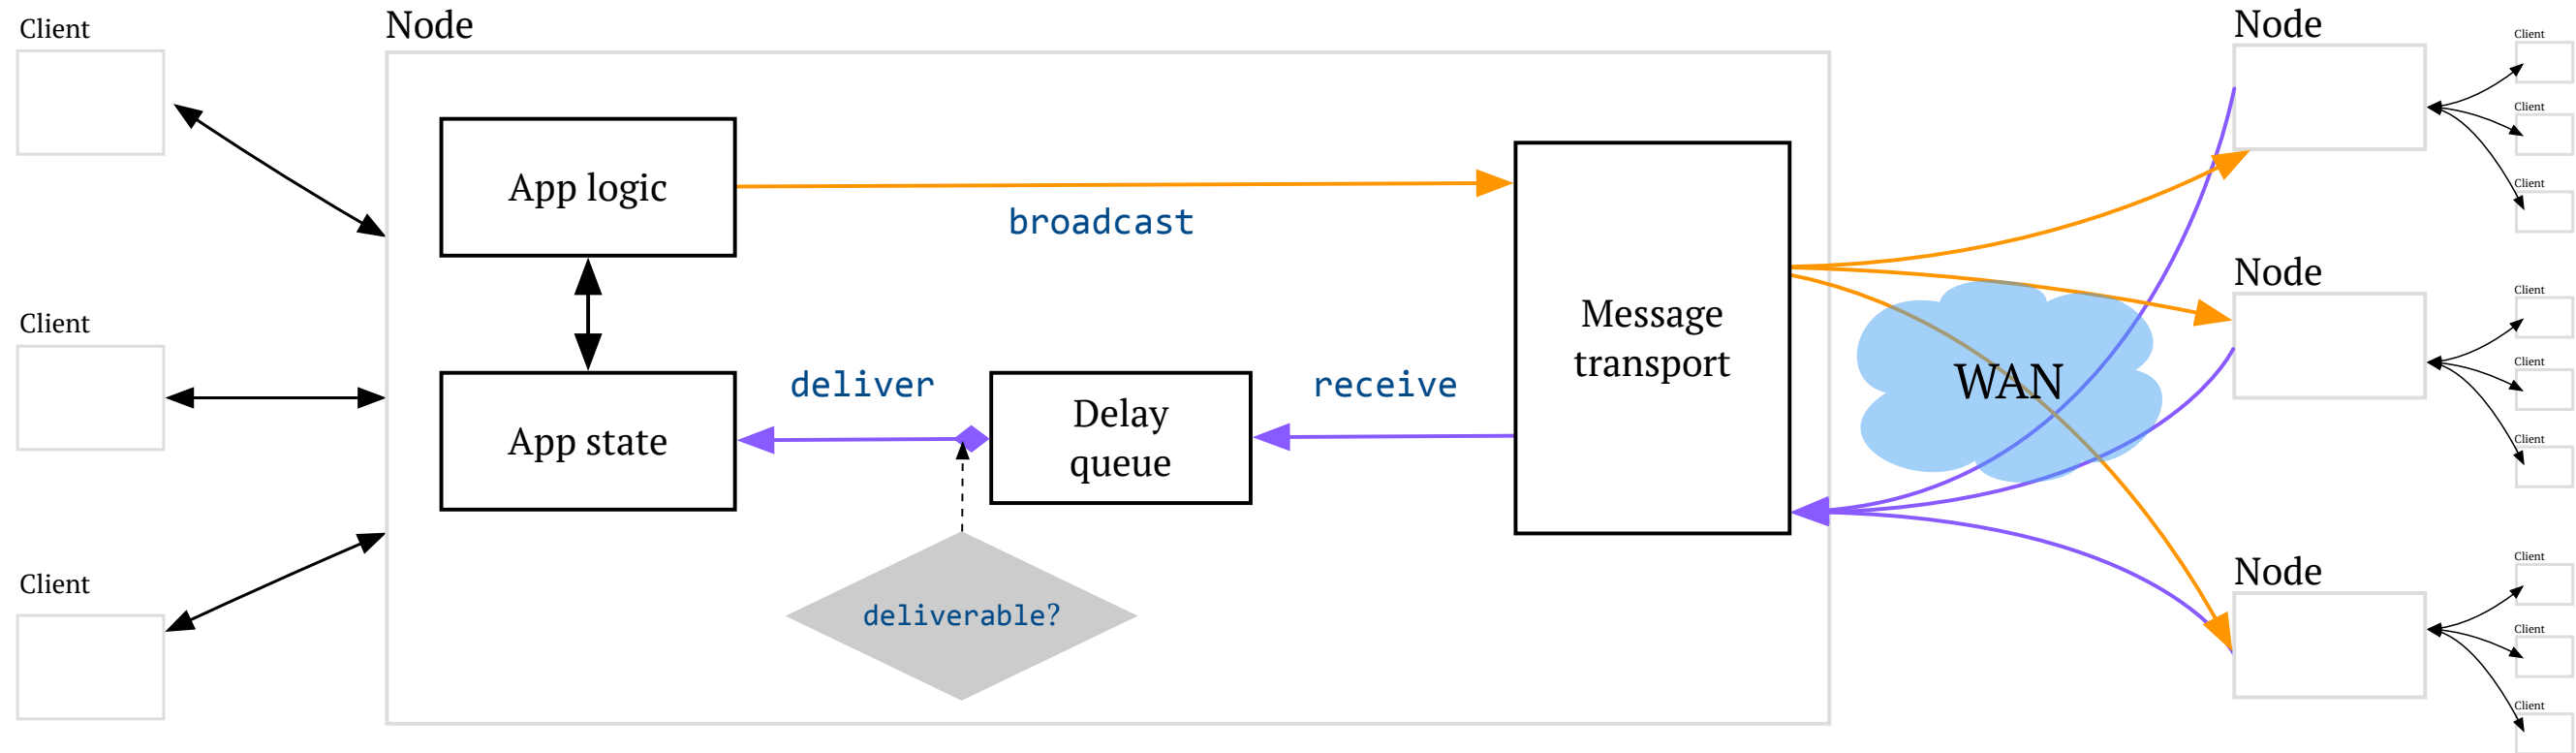 Client
Client
Client
Node
App logic
broadcast
App state
deliver
Delay
queue
receive
deliverable?
Message
transport
WAN
Node
Client
Client
Client
Node
Client
Client
Client
Node
Client
Client
Client